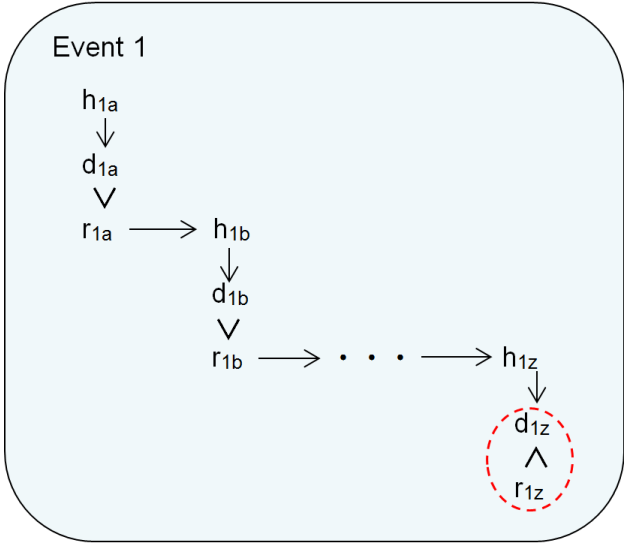 Event 1
h1a
d1a
∨
r1a → h1b
d1b
∨
r1b → · · · → h1z
d1z
∧
r1z